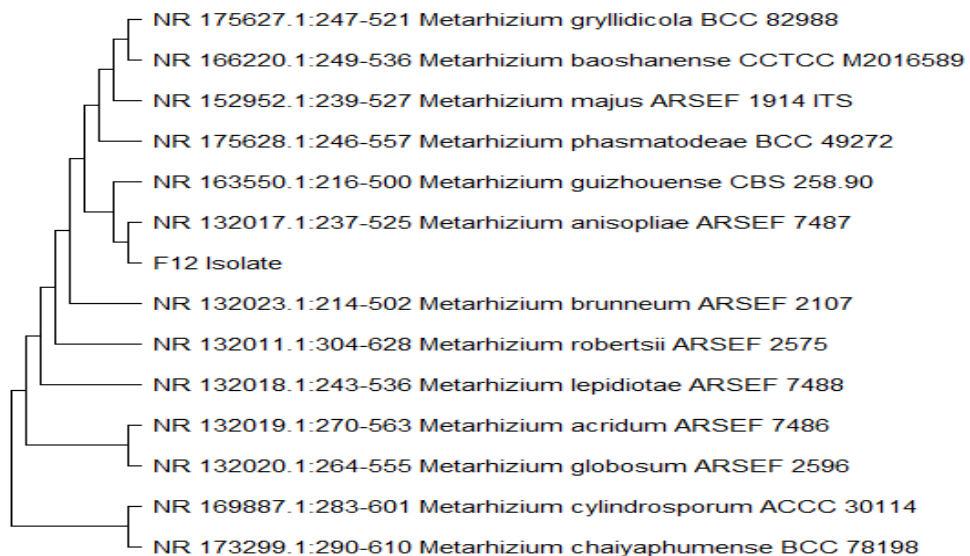 NR 175627.1:247-521 Metarhizium gryllidicola BCC 82988
NR 166220.1:249-536 Metarhizium baoshanense CCTCC M2016589
NR 152952.1:239-527 Metarhizium majus ARSEF 1914 ITS
NR 175628.1:246-557 Metarhizium phasmatodeae BCC 49272
NR 163550.1:216-500 Metarhizium guizhouense CBS 258.90
NR 132017.1:237-525 Metarhizium anisopliae ARSEF 7487
F12 Isolate
NR 132023.1:214-502 Metarhizium brunneum ARSEF 2107
NR 132011.1:304-628 Metarhizium robertsii ARSEF 2575
NR 132018.1:243-536 Metarhizium lepidiotae ARSEF 7488
NR 132019.1:270-563 Metarhizium acridum ARSEF 7486
NR 132020.1:264-555 Metarhizium globosum ARSEF 2596
NR 169887.1:283-601 Metarhizium cylindrosporum ACCC 30114
NR 173299.1:290-610 Metarhizium chaiyaphumense BCC 78198